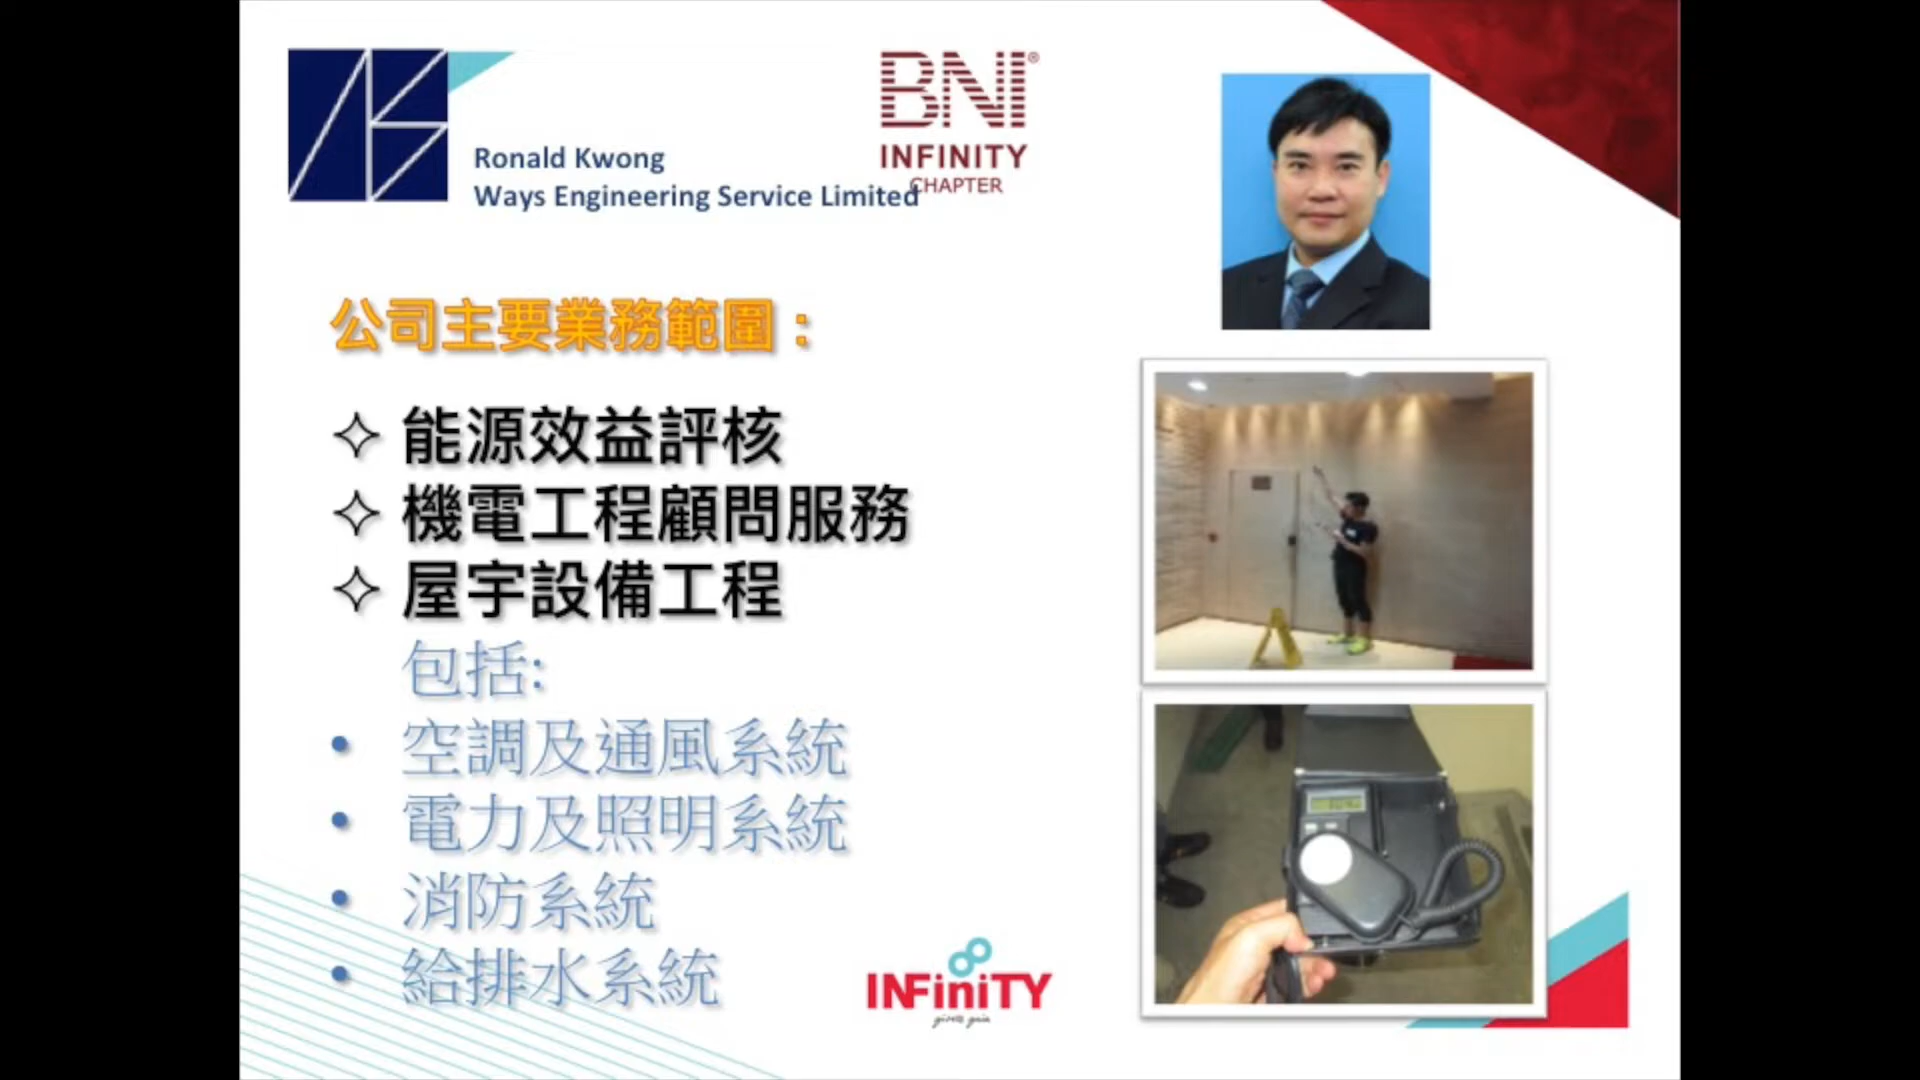 BNI®
INFINITY
CHAPTER
Ronald Kwong
Ways Engineering Service Limited
公司主要業務範圍：
能源效益評核
機電工程顧問服務
屋宇設備工程
包括:
• 空調及通風系統
• 電力及照明系統
• 消防系統
• 給排水系統
INFiniTY
givers gain